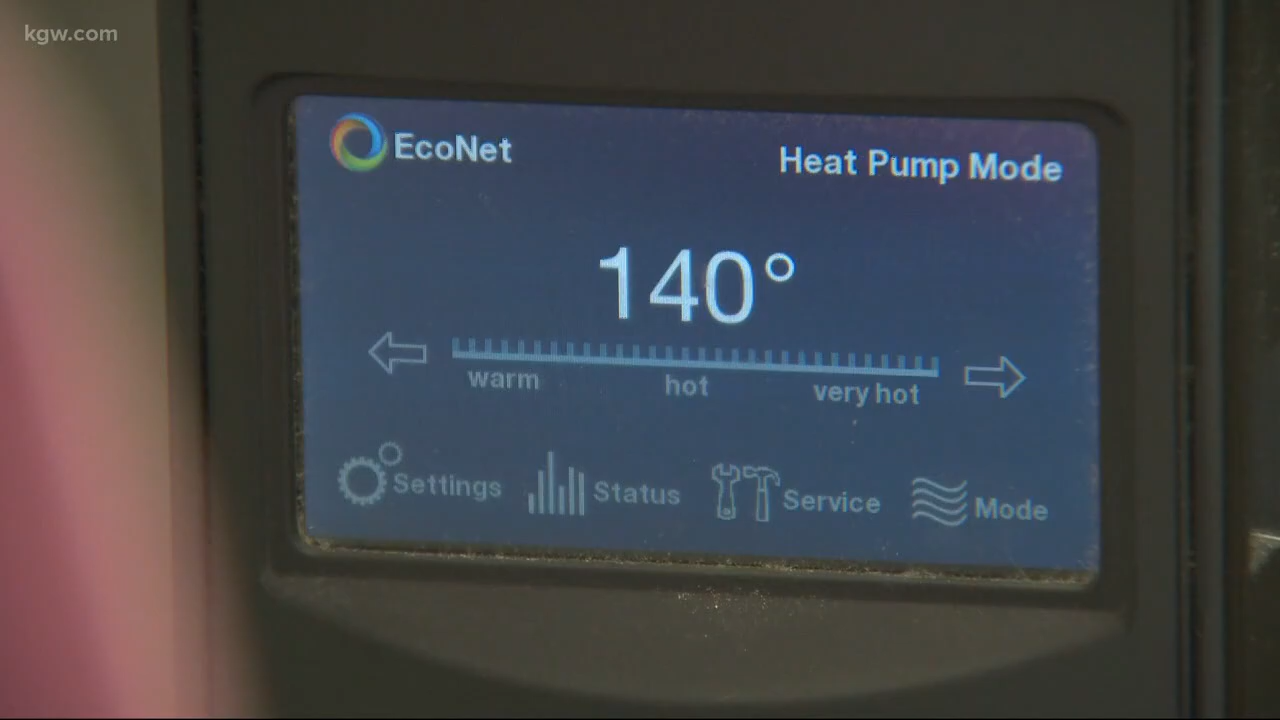 kgw.com
EcoNet
Heat Pump Mode
140°
warm hot very hot
Settings Status Service Mode